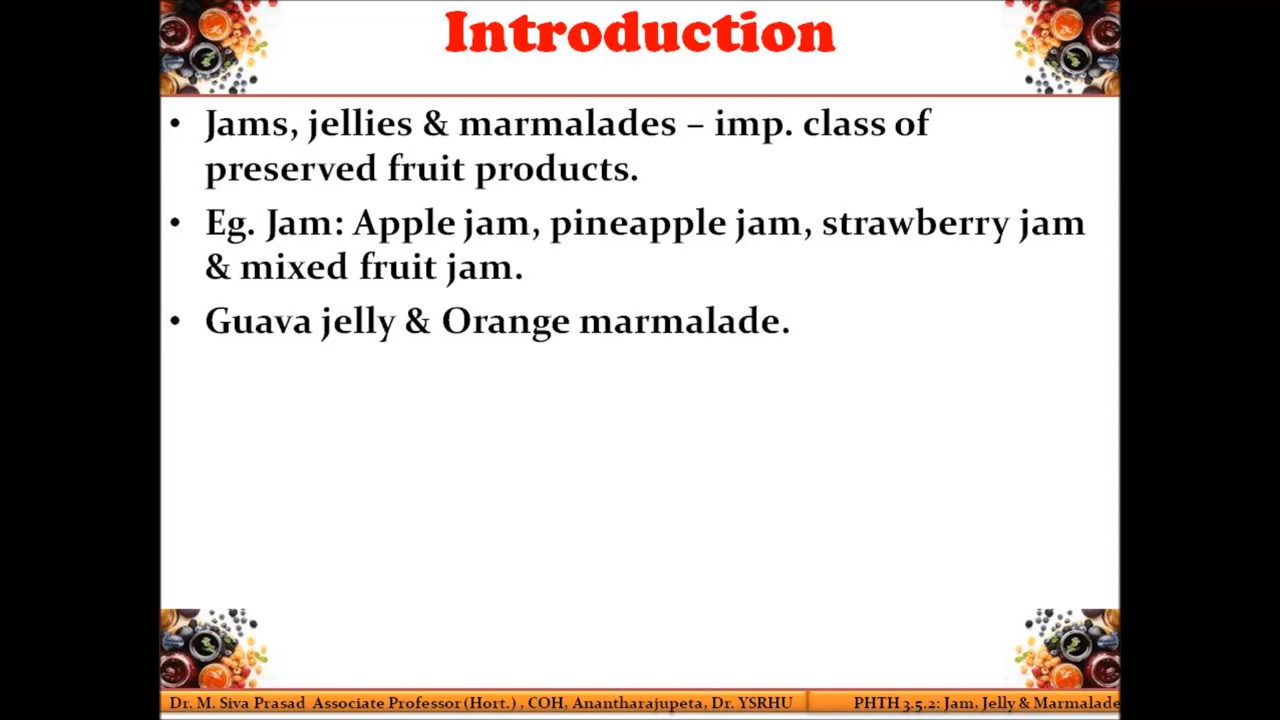 Introduction
• Jams, jellies & marmalades – imp. class of
preserved fruit products.
• Eg. Jam: Apple jam, pineapple jam, strawberry jam
& mixed fruit jam.
• Guava jelly & Orange marmalade.
Dr. M. Siva Prasad Associate Professor (Hort.) , COH, Anantharajupeta, Dr. YSRHU
PHTH 3.5.2: Jam, Jelly & Marmalade